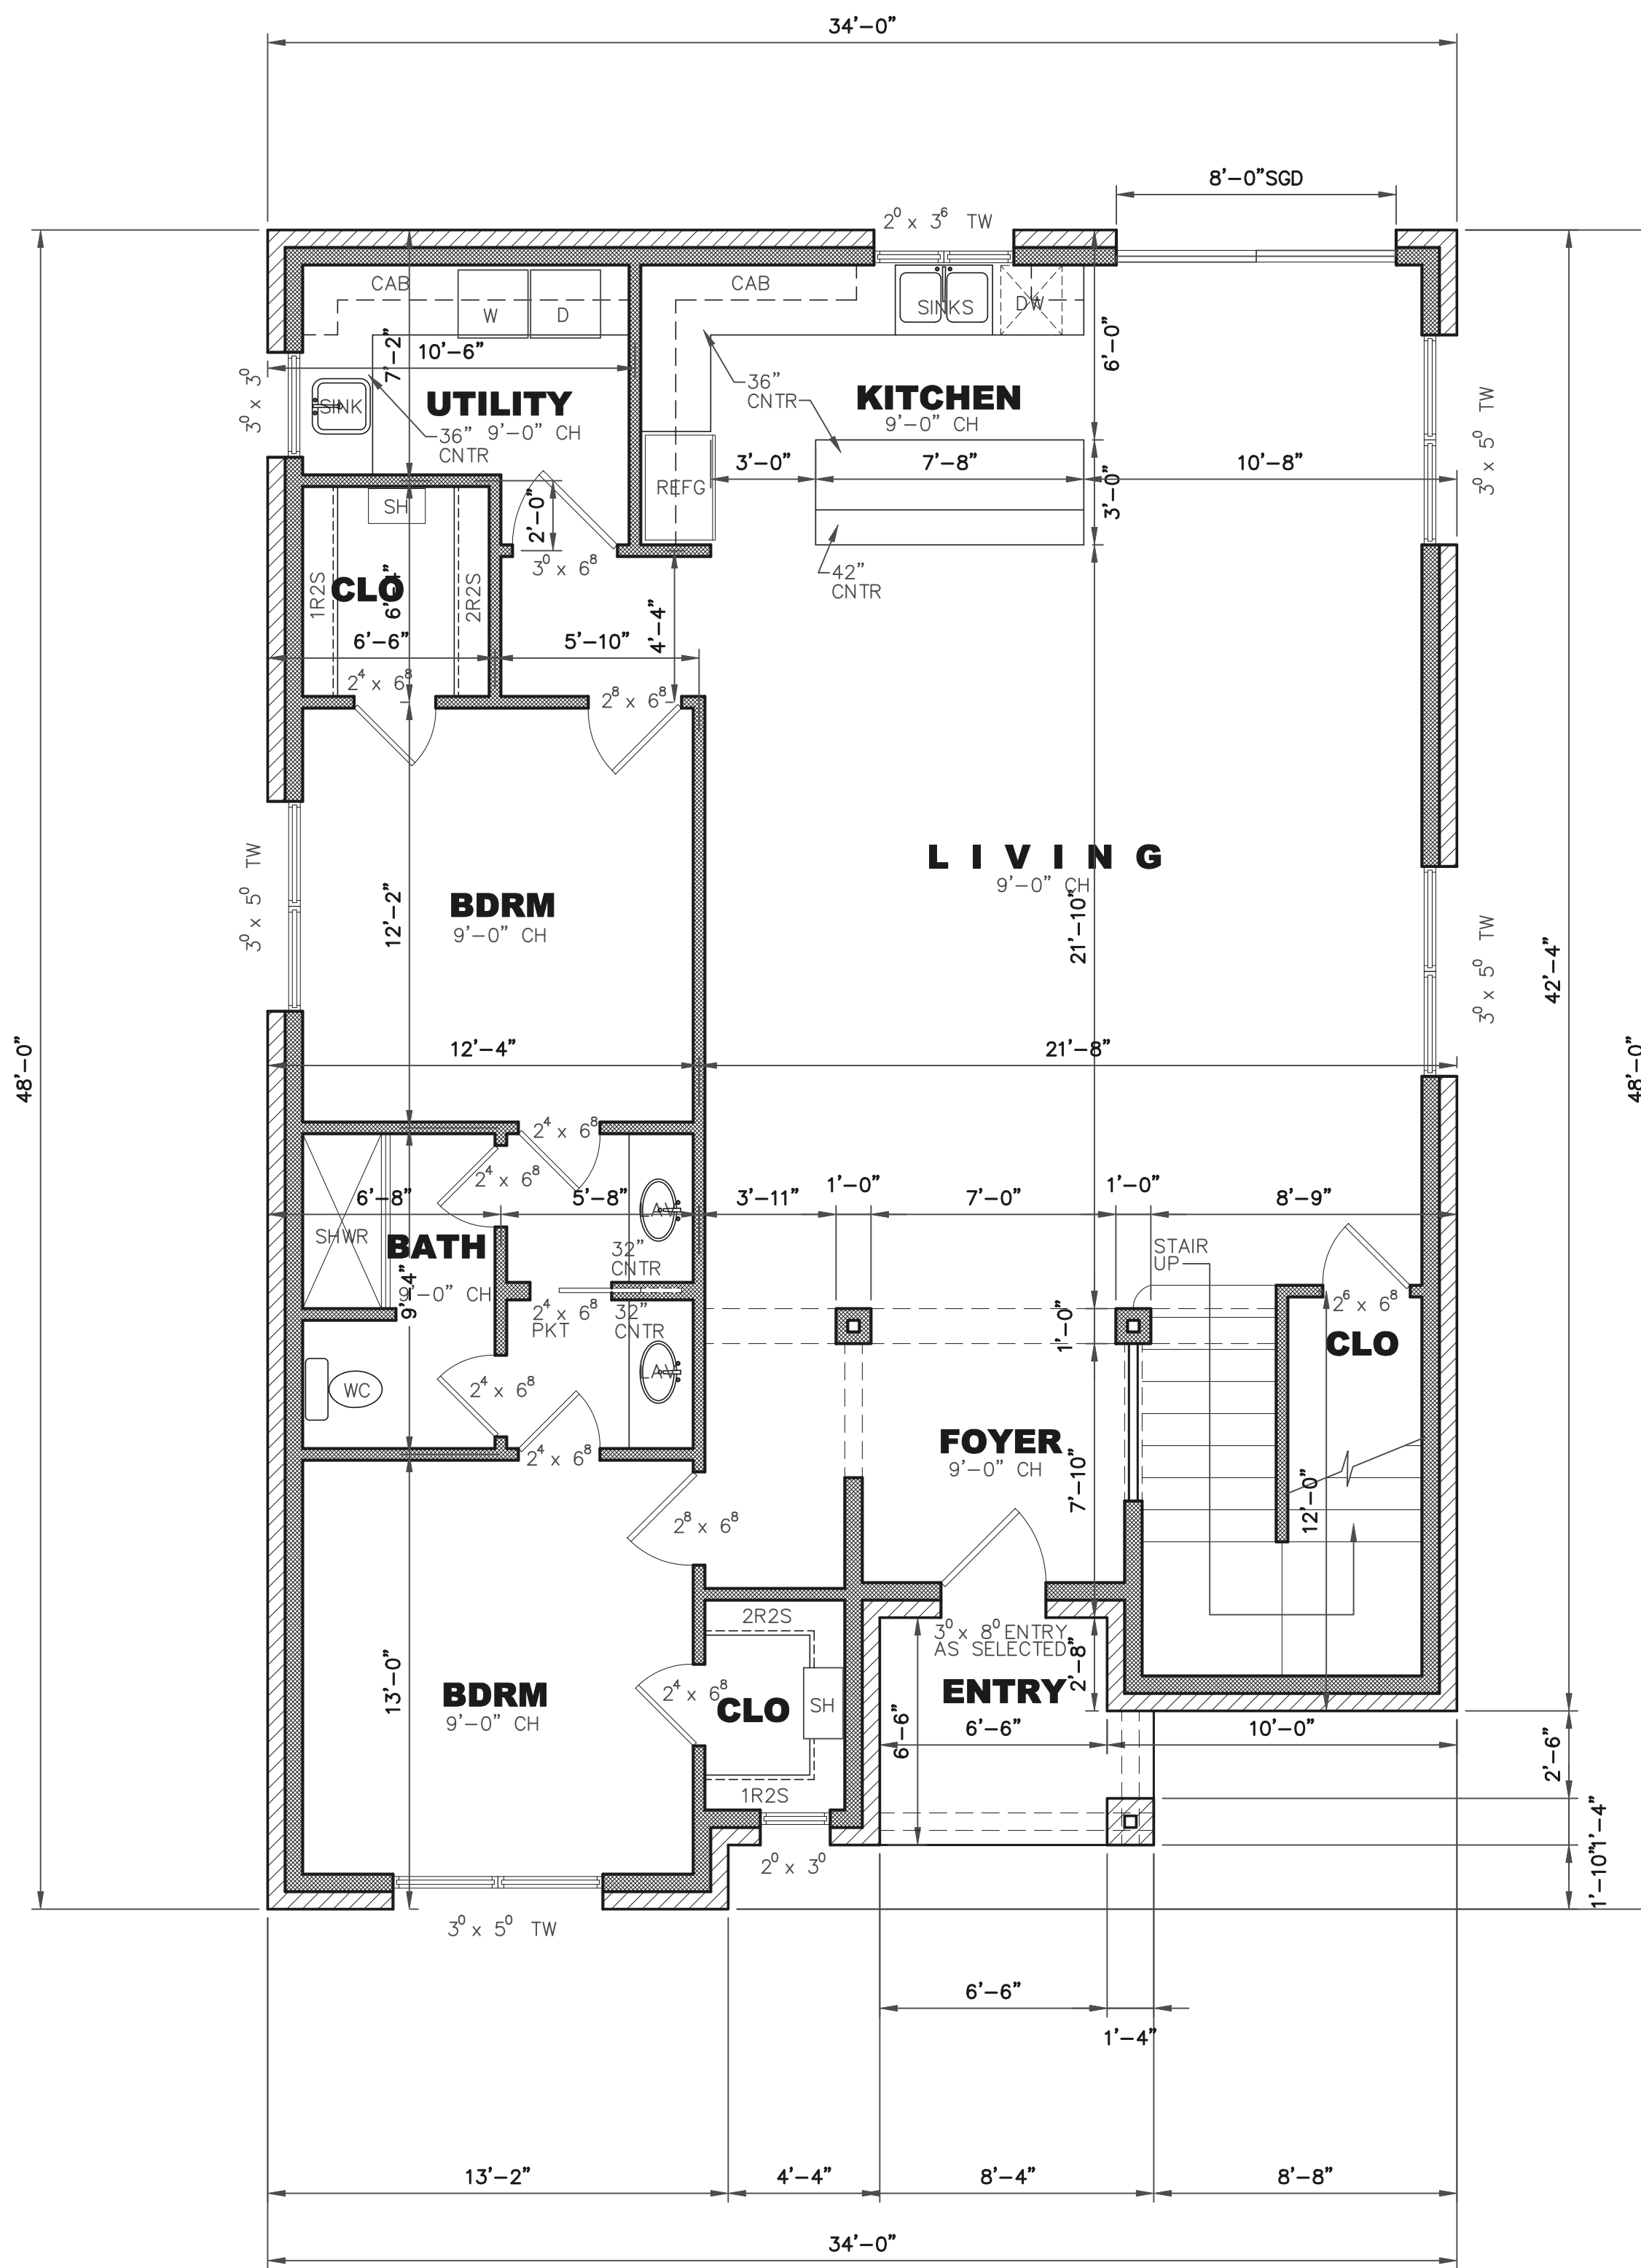 34'-0"
8'-0"SGD
2⁰ x 3⁶ TW
CAB
W
D
CAB
SINKS
DW
7'-2"
10'-6"
6'-0"
3⁰ x 3⁰
SINK
UTILITY
9'-0" CH
36"
CNTR
36"
CNTR
KITCHEN
9'-0" CH
3⁰ x 5⁰ TW
3'-0"
7'-8"
10'-8"
REFG
3'-0"
SH
2'-0"
3⁰ x 6⁸
42"
CNTR
1R2S
CLO
6'-4"
2R2S
6'-6"
5'-10"
4'-4"
2⁴ x 6⁸
2⁸ x 6⁸
LIVING
9'-0" CH
21'-10"
3⁰ x 5⁰ TW
12'-2"
BDRM
9'-0" CH
3⁰ x 5⁰ TW
42'-4"
48'-0"
48'-0"
12'-4"
21'-8"
2⁴ x 6⁸
2⁴ x 6⁸
6'-8"
5'-8"
3'-11"
1'-0"
7'-0"
1'-0"
8'-9"
LAV
SHWR
BATH
9'-0" CH
9'-4"
32"
CNTR
STAIR
UP
2⁴ x 6⁸
PKT
32"
CNTR
1'-0"
2⁶ x 6⁸
CLO
WC
2⁴ x 6⁸
LAV
2⁴ x 6⁸
FOYER
9'-0" CH
7'-10"
12'-0"
2⁸ x 6⁸
2R2S
3⁰ x 8⁰ ENTRY
AS SELECTED
2'-8"
13'-0"
BDRM
9'-0" CH
2⁴ x 6⁸
CLO
SH
ENTRY
6'-6"
6'-6"
10'-0"
2'-6"
1R2S
1'-4"
1'-10"
2⁰ x 3⁰
3⁰ x 5⁰ TW
6'-6"
1'-4"
13'-2"
4'-4"
8'-4"
8'-8"
34'-0"